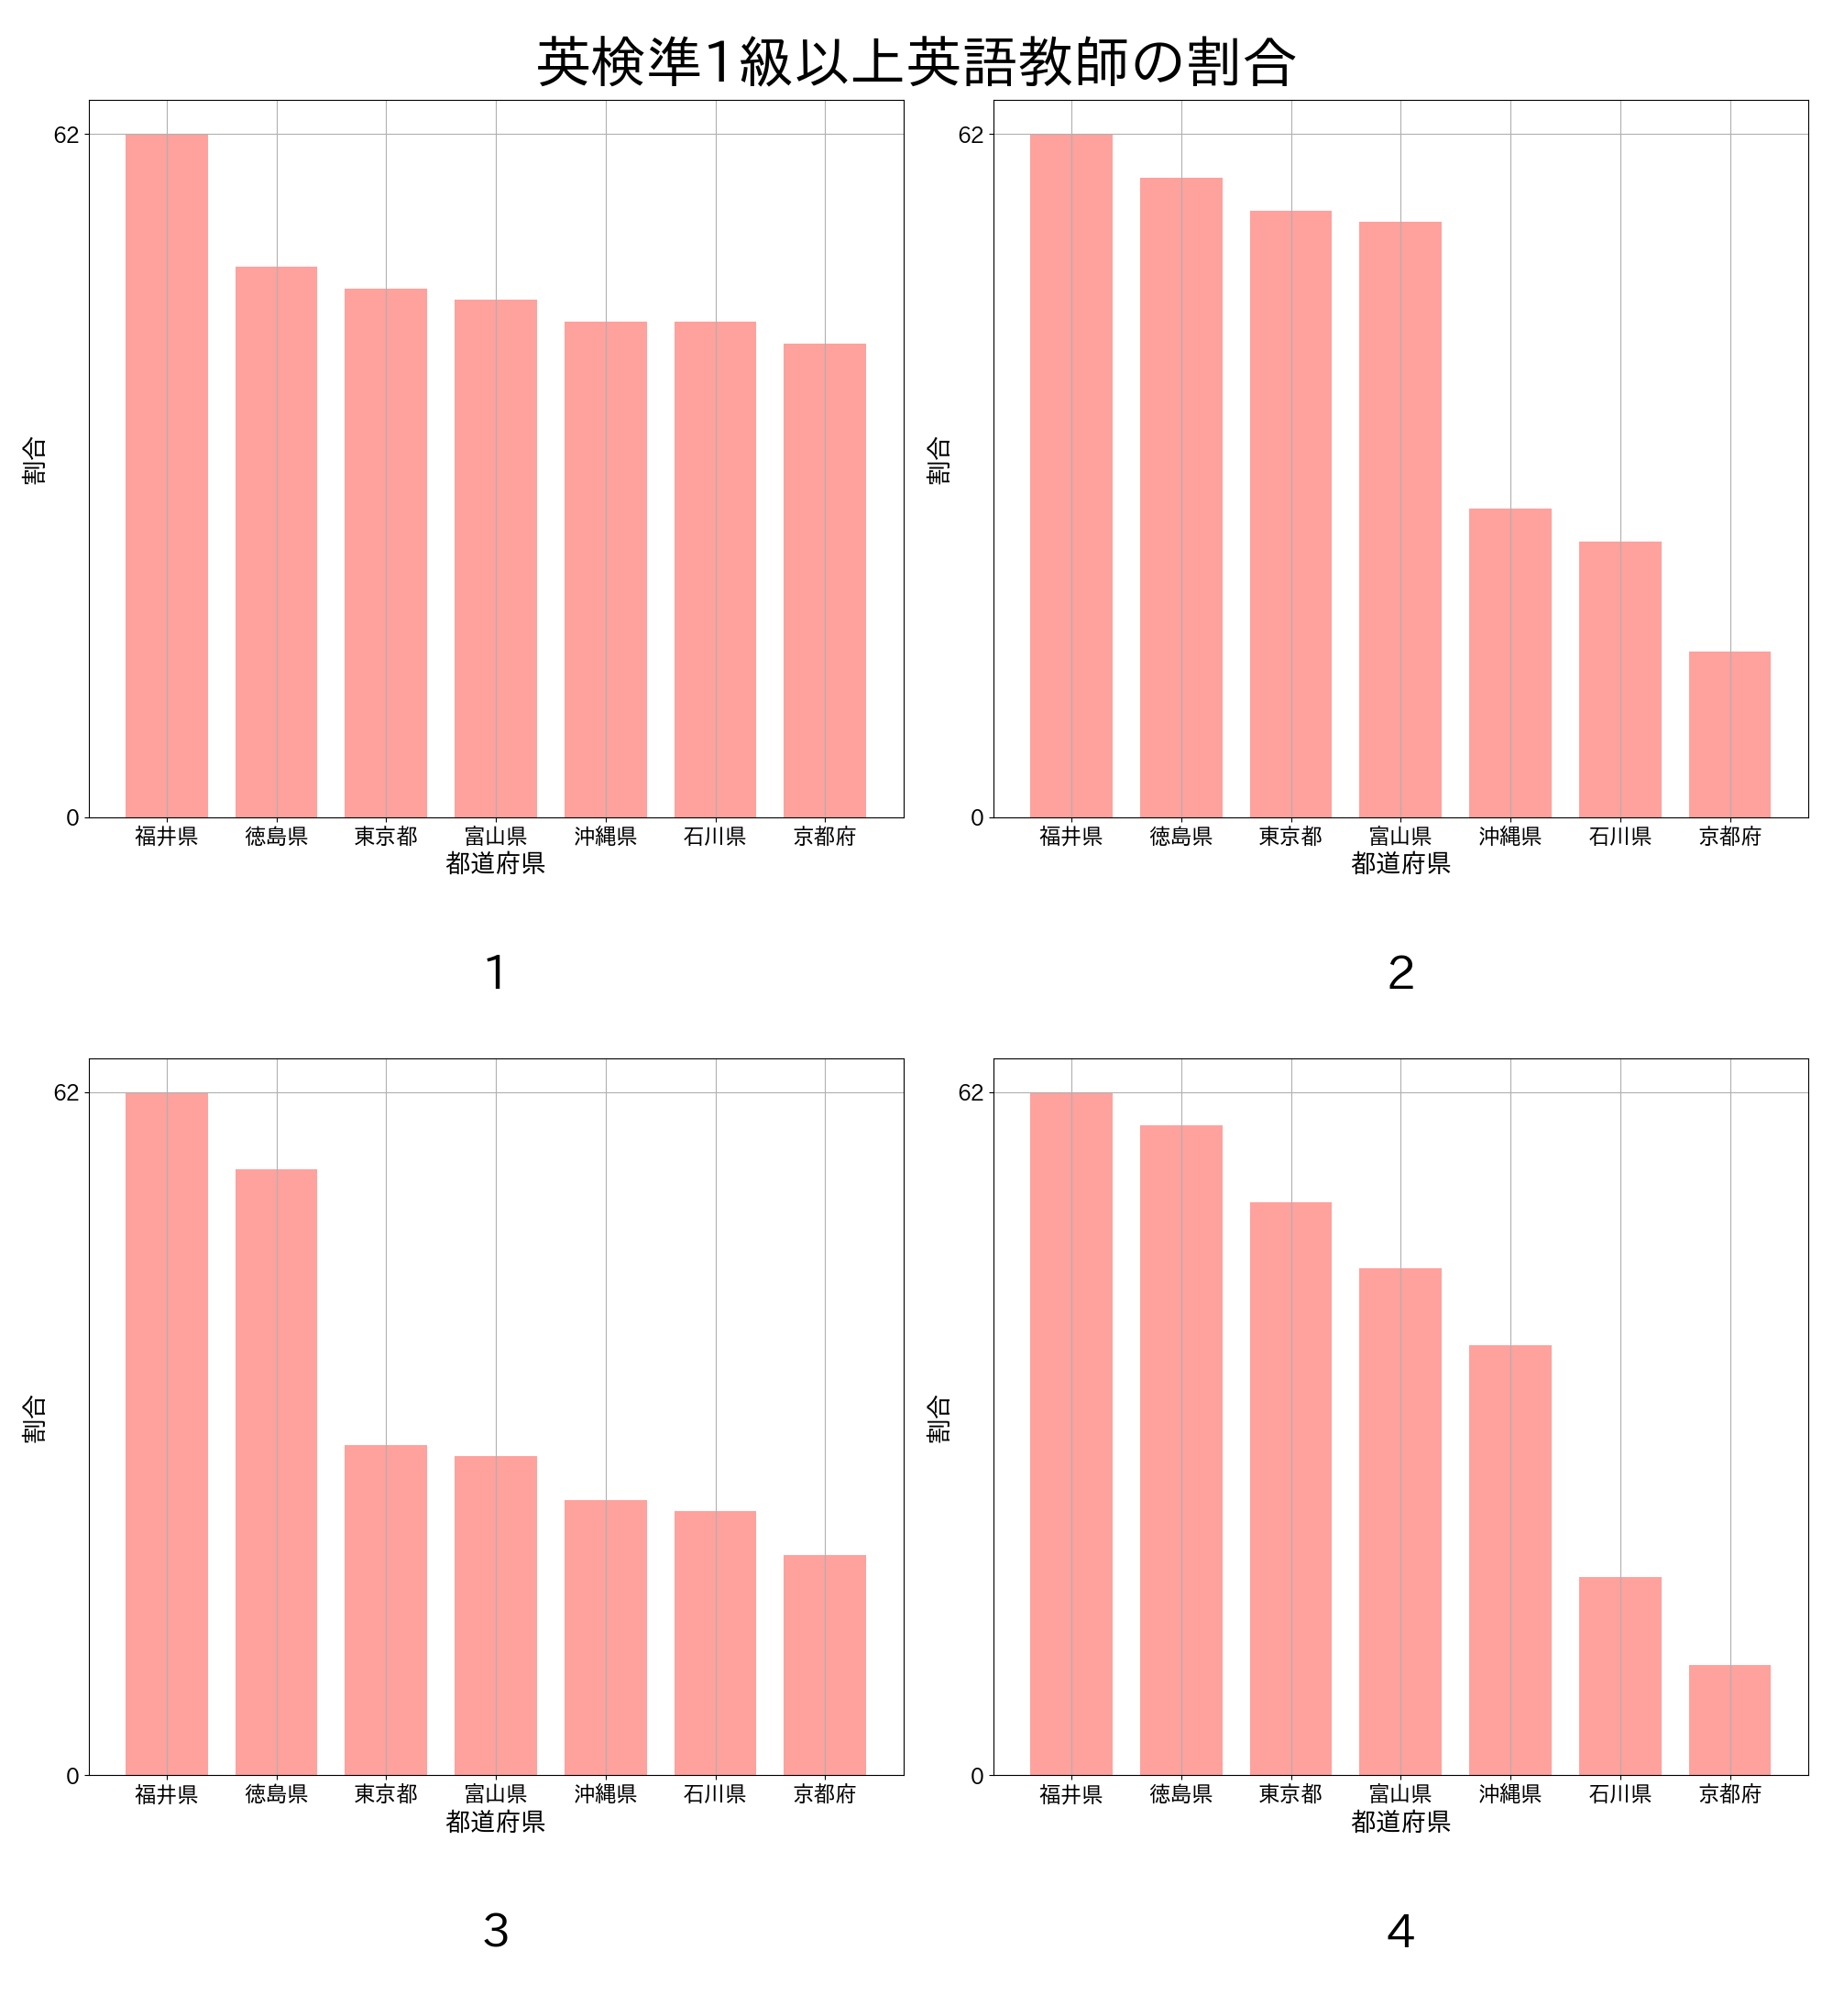 英検準1級以上英語教師の割合
62
0
割合
福井県 徳島県 東京都 富山県 沖縄県 石川県 京都府
都道府県
1
62
0
割合
福井県 徳島県 東京都 富山県 沖縄県 石川県 京都府
都道府県
2
62
0
割合
福井県 徳島県 東京都 富山県 沖縄県 石川県 京都府
都道府県
3
62
0
割合
福井県 徳島県 東京都 富山県 沖縄県 石川県 京都府
都道府県
4